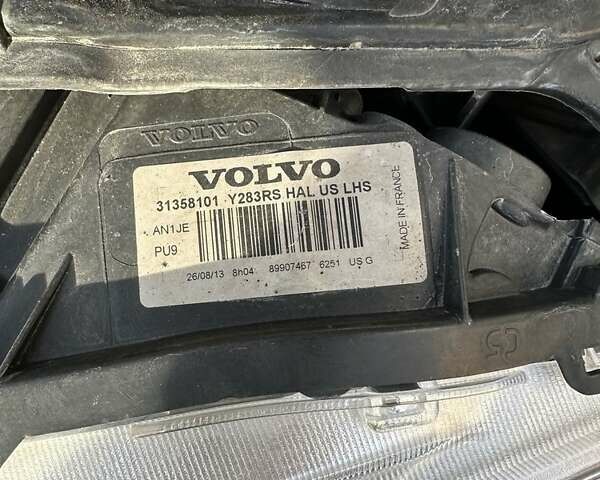 VOLVO
VOLVO
31358101 Y283RS HAL US LHS
AN1JE
PU9
26/08/13 8h04 89907467 6251 US G
MADE IN FRANCE
C5